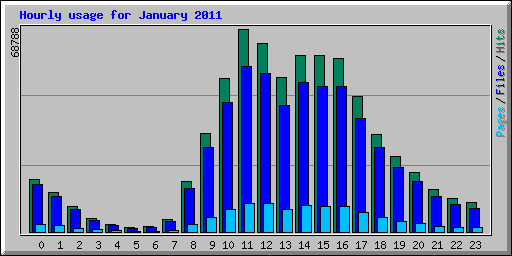 Hourly usage for January 2011
68788
Pages / Files / Hits
0 1 2 3 4 5 6 7 8 9 10 11 12 13 14 15 16 17 18 19 20 21 22 23